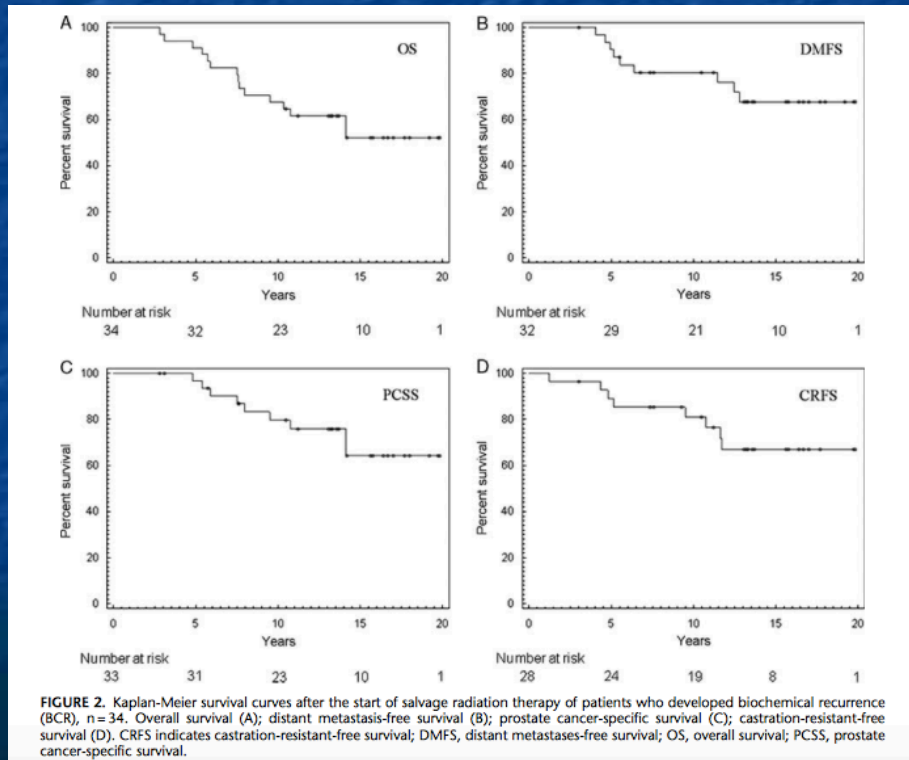 A
OS
Percent survival
100
80
60
40
20
0
0 5 10 15 20
Years
Number at risk
34 32 23 10 1
B
DMFS
Percent survival
100
80
60
40
20
0
0 5 10 15 20
Years
Number at risk
32 29 21 10 1
C
PCSS
Percent survival
100
80
60
40
20
0
0 5 10 15 20
Years
Number at risk
33 31 23 10 1
D
CRFS
Percent survival
100
80
60
40
20
0
0 5 10 15 20
Years
Number at risk
28 24 19 8 1
FIGURE 2. Kaplan-Meier survival curves after the start of salvage radiation therapy of patients who developed biochemical recurrence
(BCR), n = 34. Overall survival (A); distant metastasis-free survival (B); prostate cancer-specific survival (C); castration-resistant-free
survival (D). CRFS indicates castration-resistant-free survival; DMFS, distant metastases-free survival; OS, overall survival; PCSS, prostate
cancer-specific survival.